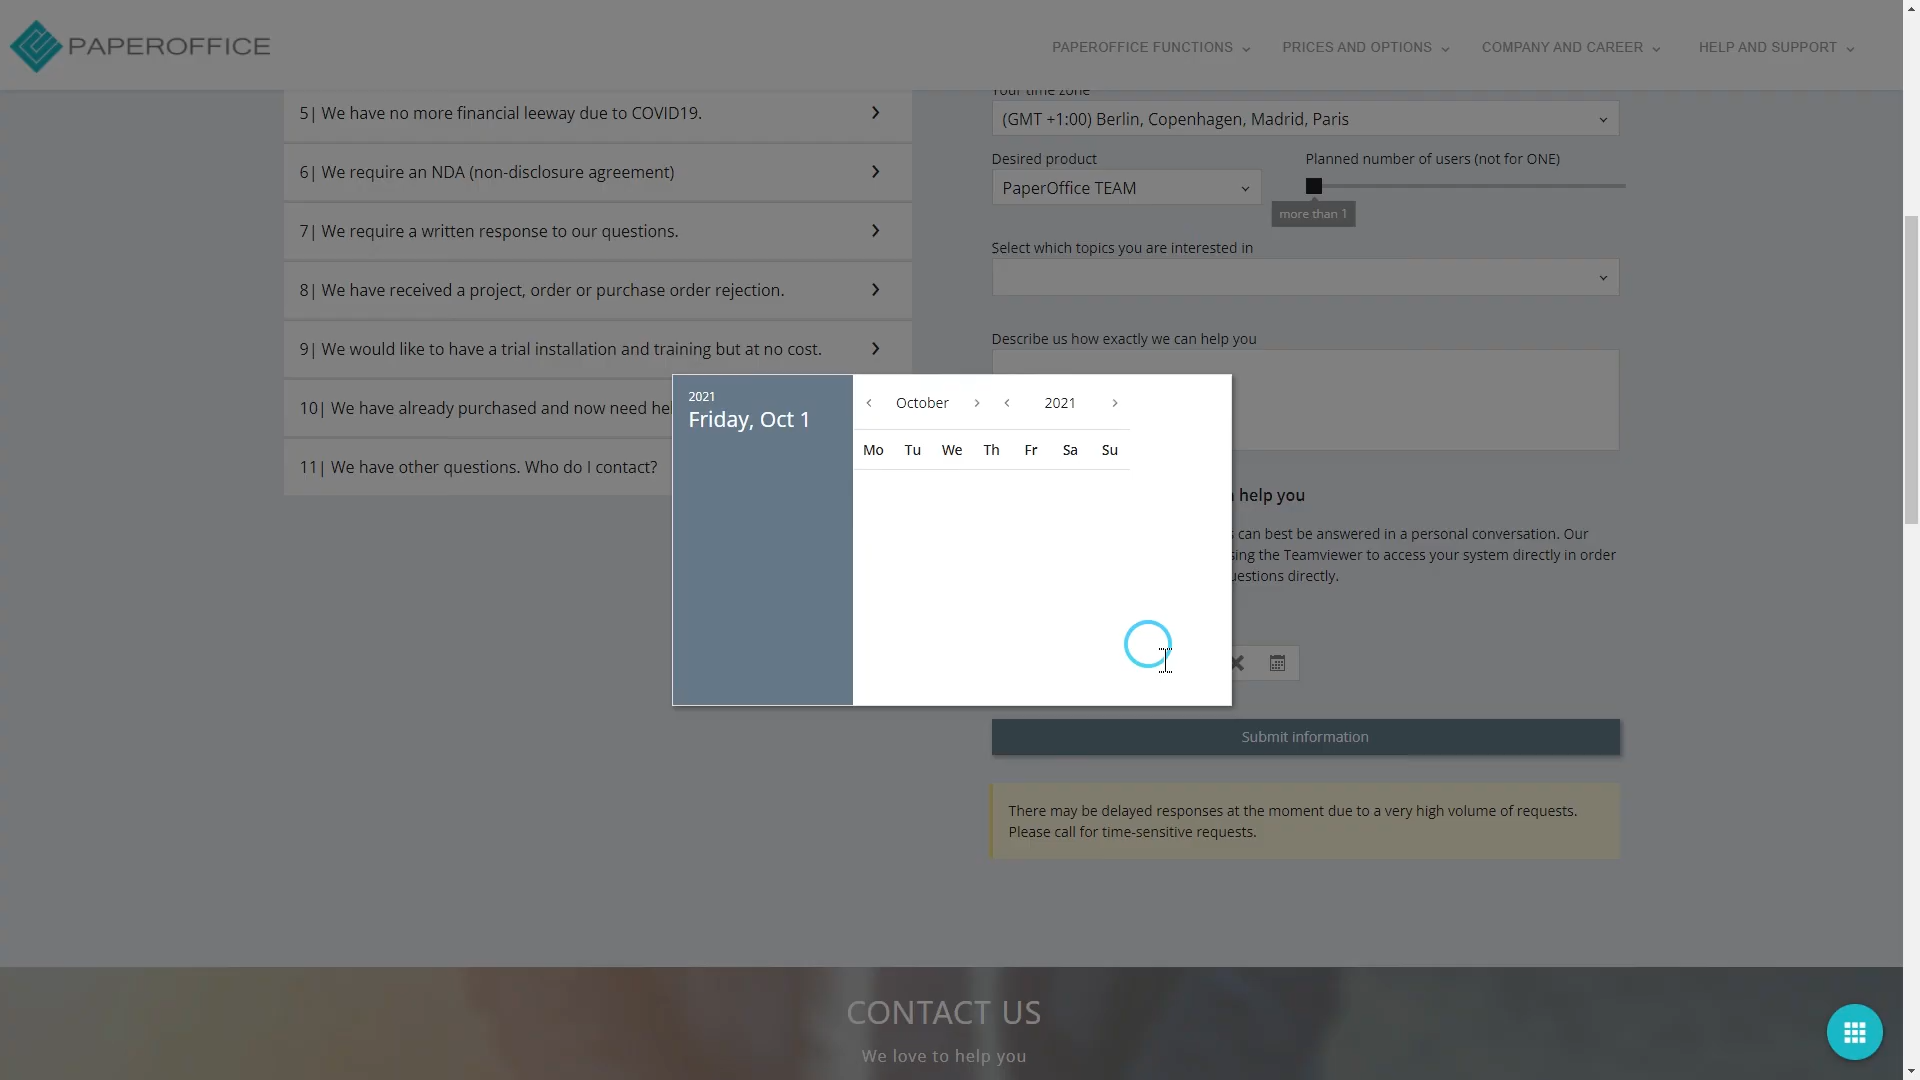 PAPEROFFICE
PAPEROFFICE FUNCTIONS
PRICES AND OPTIONS
COMPANY AND CAREER
HELP AND SUPPORT
5| We have no more financial leeway due to COVID19.
6| We require an NDA (non-disclosure agreement)
7| We require a written response to our questions.
8| We have received a project, order or purchase order rejection.
9| We would like to have a trial installation and training but at no cost.
10| We have already purchased and now need
11| We have other questions. Who do I contact?
Your time zone
(GMT +1:00) Berlin, Copenhagen, Madrid, Paris
Desired product
Planned number of users (not for ONE)
PaperOffice TEAM
more than 1
Select which topics you are interested in
Describe us how exactly we can help you
2021
Friday, Oct 1
October
2021
Mo Tu We Th Fr Sa Su
help you
can best be answered in a personal conversation. Our
the Teamviewer to access your system directly in order
directly.
Submit information
There may be delayed responses at the moment due to a very high volume of requests.
Please call for time-sensitive requests.
CONTACT US
We love to help you